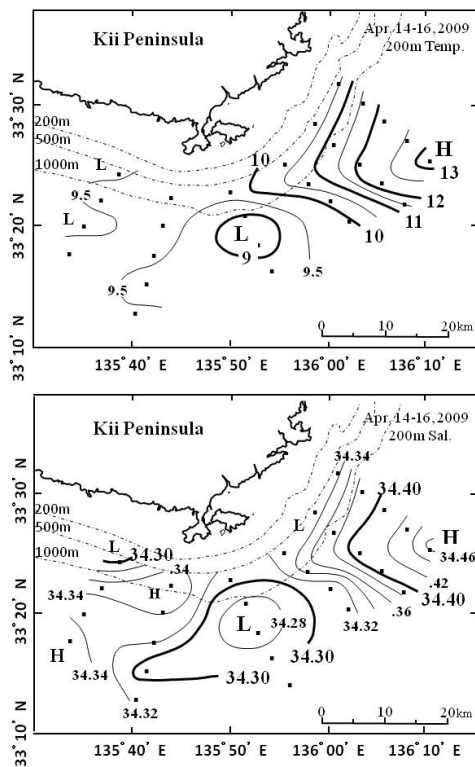 Kii Peninsula
Apr. 14-16, 2009
200m Temp.
33° 30' N
200m
500m
1000m
L
10
H
13
9.5
12
L
11
33° 20' N
L
10
9
9.5
9.5
0 10 20km
33° 10' N
135°40' E 135°50' E 136°00' E 136°10' E
Kii Peninsula
Apr. 14-16, 2009
200m Sal.
34.34
33° 30' N
34.40
200m
500m
L
1000m
L
34.30
H
34.46
.34
34.34
H
.42
34.40
.36
33° 20' N
L
34.28
34.32
H
34.30
34.34
34.30
34.32
0 10 20km
33° 10' N
135°40' E 135°50' E 136°00' E 136°10' E